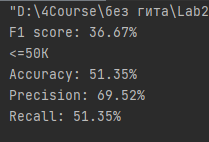 "D:\4Course\без гита\Lab2
F1 score: 36.67%
<=50K
Accuracy: 51.35%
Precision: 69.52%
Recall: 51.35%